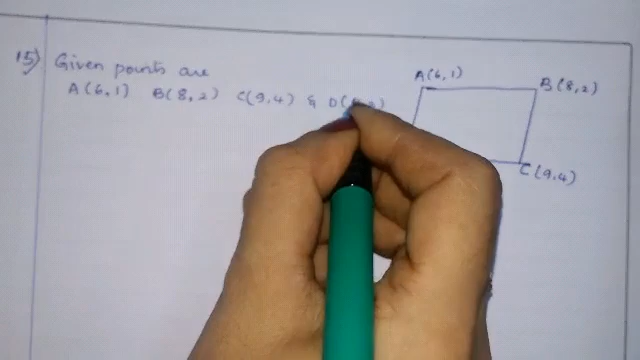 15) Given points are
A(6,1) B(8,2) C(9,4) & D(
A(6,1)
B(8,2)
C(9,4)